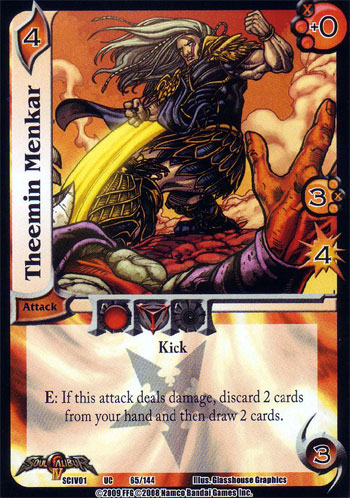 4
+0
Theemin Menkar
3
4
Attack
Kick
E: If this attack deals damage, discard 2 cards
from your hand and then draw 2 cards.
3
SOULCALIBUR
IV
SCIV01 UC 65/144 Illus. Glasshouse Graphics
©2009 FFG ©2008 Namco Bandai Games Inc.